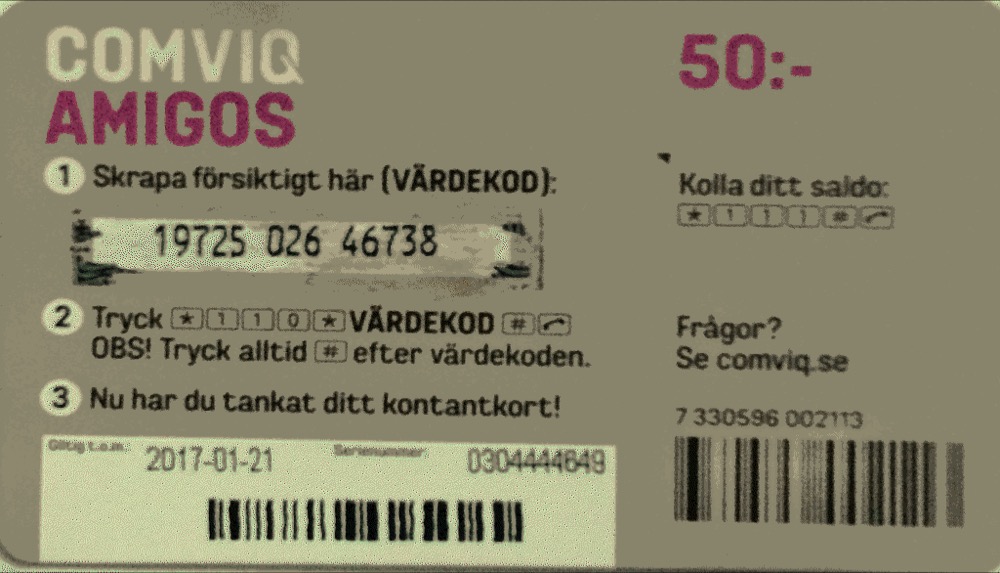 COMVIQ
AMIGOS
50:-
1 Skrapa försiktigt här (VÄRDEKOD):
19725 026 46738
2 Tryck * 1 1 0 * VÄRDEKOD #
OBS! Tryck alltid # efter värdekoden.
3 Nu har du tankat ditt kontantkort!
Giltig t.o.m.: 2017-01-21 Serienummer: 0304444649
Kolla ditt saldo:
* 1 1 1 #
Frågor?
Se comviq.se
7 330596 002113